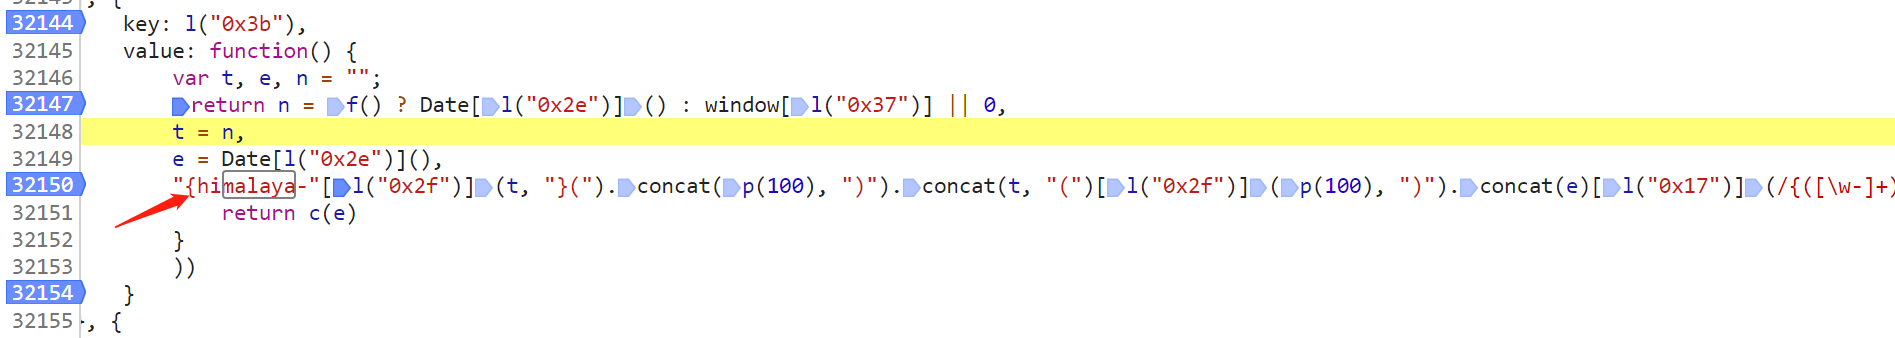 , {
32144 key: l("0x3b"),
32145 value: function() {
32146 var t, e, n = "";
32147 return n = f() ? Date[l("0x2e")]() : window[l("0x37")] || 0,
32148 t = n,
32149 e = Date[l("0x2e")](),
32150 "{himalaya-"[l("0x2f")](t, "}(").concat(p(100), ")").concat(t, "(")[l("0x2f")](p(100), ")").concat(e)[l("0x17")](/{([\w-]+)
32151 return c(e)
32152 }
32153 ))
32154 }
32155 , {